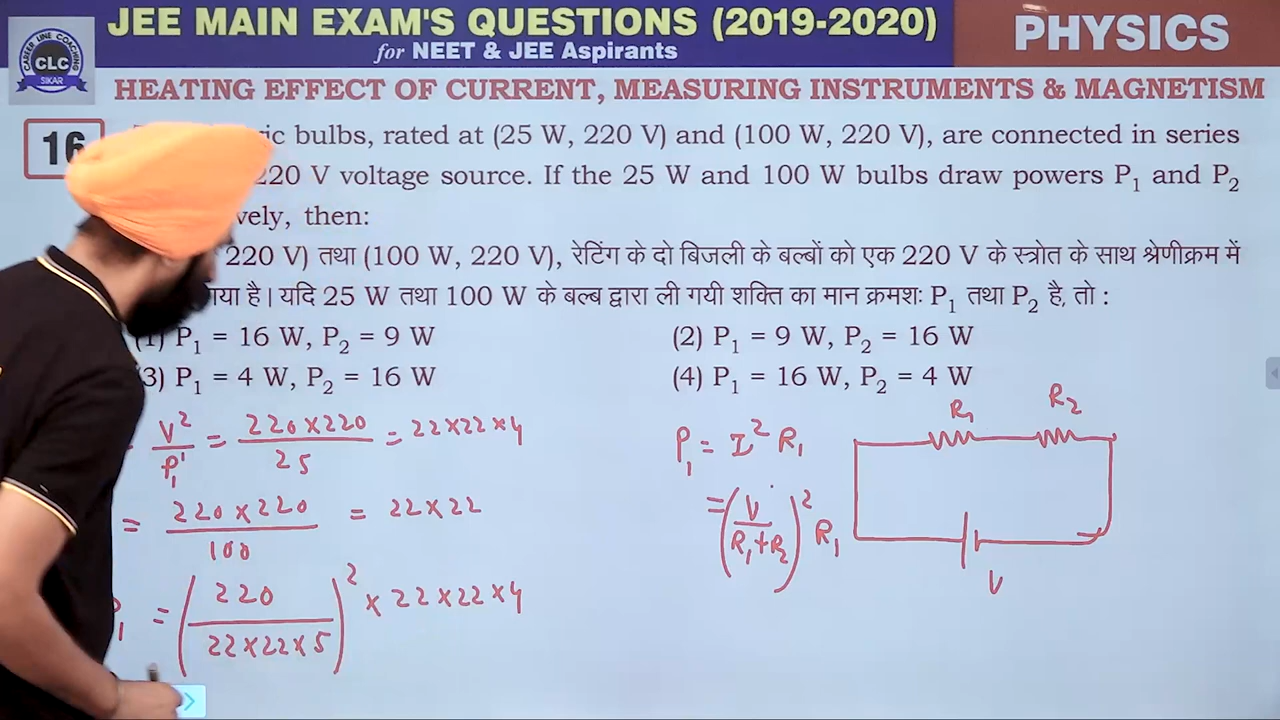 JEE MAIN EXAM'S QUESTIONS (2019-2020)
for NEET & JEE Aspirants
PHYSICS
CAREER LINE COACHING
CLC
SIKAR
HEATING EFFECT OF CURRENT, MEASURING INSTRUMENTS & MAGNETISM
16
bulbs, rated at (25 W, 220 V) and (100 W, 220 V), are connected in series
220 V voltage source. If the 25 W and 100 W bulbs draw powers P₁ and P₂
then:
220 V) तथा (100 W, 220 V), रेटिंग के दो बिजली के बल्बों को एक 220 V के स्त्रोत के साथ श्रेणीक्रम में
है। यदि 25 W तथा 100 W के बल्ब द्वारा ली गयी शक्ति का मान क्रमशः P₁ तथा P₂ है, तो :
(1) P₁ = 16 W, P₂ = 9 W
(2) P₁ = 9 W, P₂ = 16 W
(3) P₁ = 4 W, P₂ = 16 W
(4) P₁ = 16 W, P₂ = 4 W
= V²/P₁' = 220×220/25 = 22×22×4
= 220×220/100 = 22×22
₁ = (220/22×22×5)² × 22×22×4
P₁ = I² R₁
= (V/R₁+R₂)² R₁
R₁
R₂
V